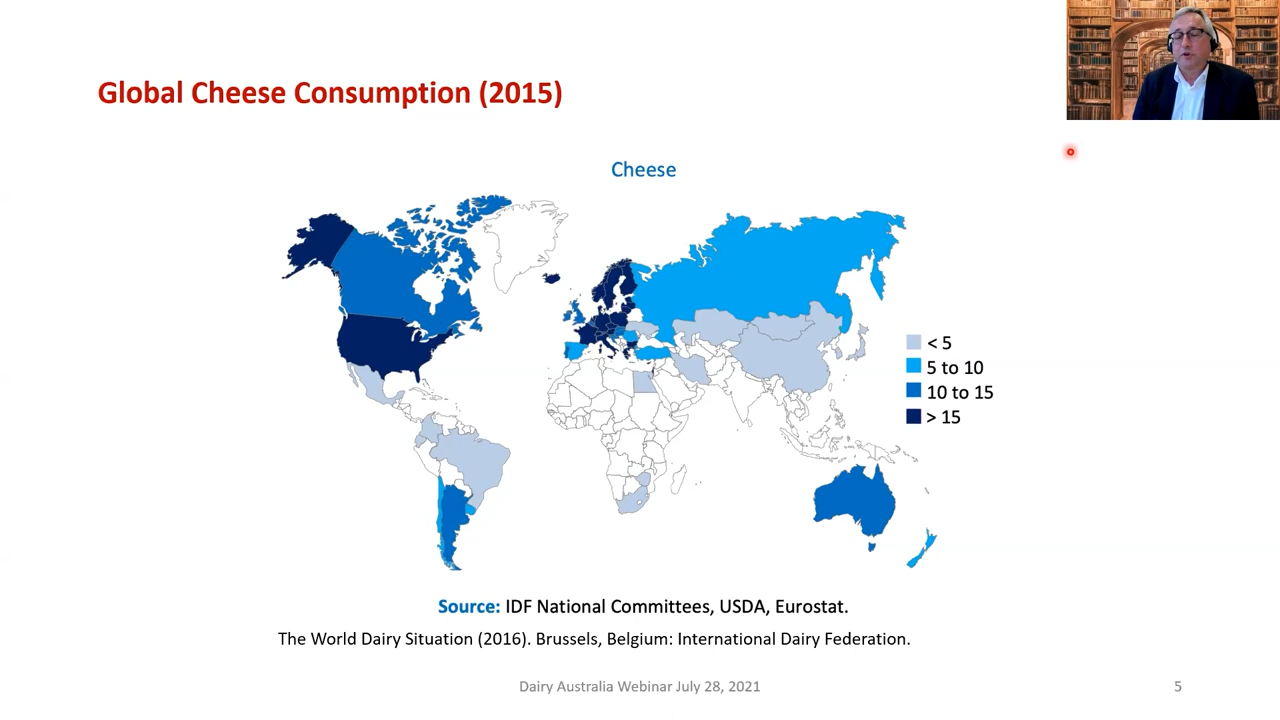 Global Cheese Consumption (2015)
Cheese
< 5
5 to 10
10 to 15
> 15
Source: IDF National Committees, USDA, Eurostat.
The World Dairy Situation (2016). Brussels, Belgium: International Dairy Federation.
Dairy Australia Webinar July 28, 2021
5